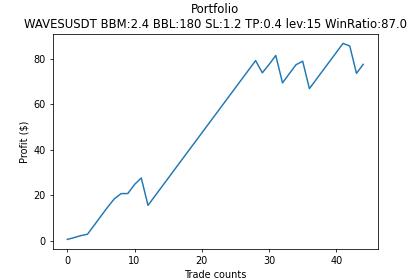 Portfolio
WAVESUSDT BBM:2.4 BBL:180 SL:1.2 TP:0.4 lev:15 WinRatio:87.0
Profit ($)
80
60
40
20
0
0 10 20 30 40
Trade counts